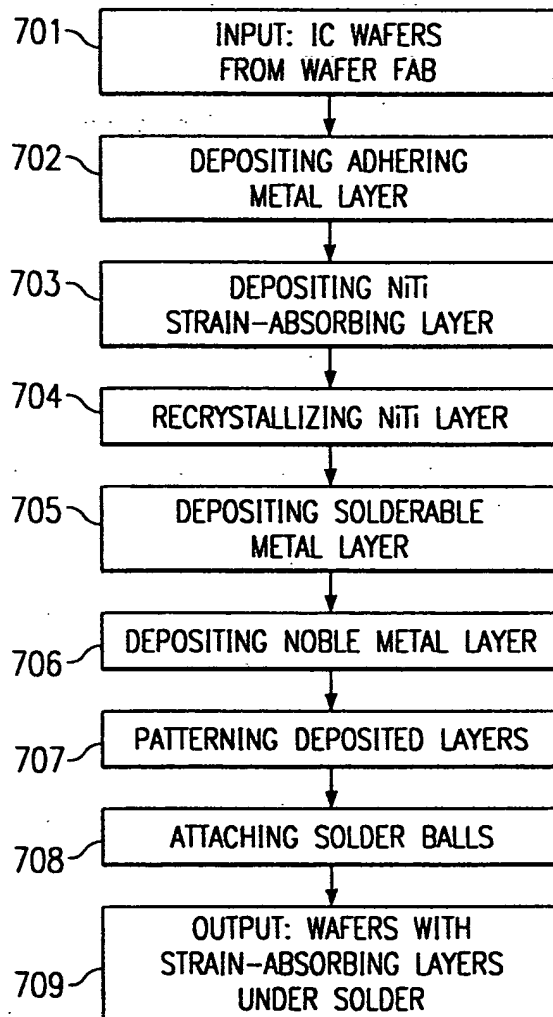 701
INPUT: IC WAFERS
FROM WAFER FAB
702
DEPOSITING ADHERING
METAL LAYER
703
DEPOSITING NiTi
STRAIN-ABSORBING LAYER
704
RECRYSTALLIZING NiTi LAYER
705
DEPOSITING SOLDERABLE
METAL LAYER
706
DEPOSITING NOBLE METAL LAYER
707
PATTERNING DEPOSITED LAYERS
708
ATTACHING SOLDER BALLS
709
OUTPUT: WAFERS WITH
STRAIN-ABSORBING LAYERS
UNDER SOLDER